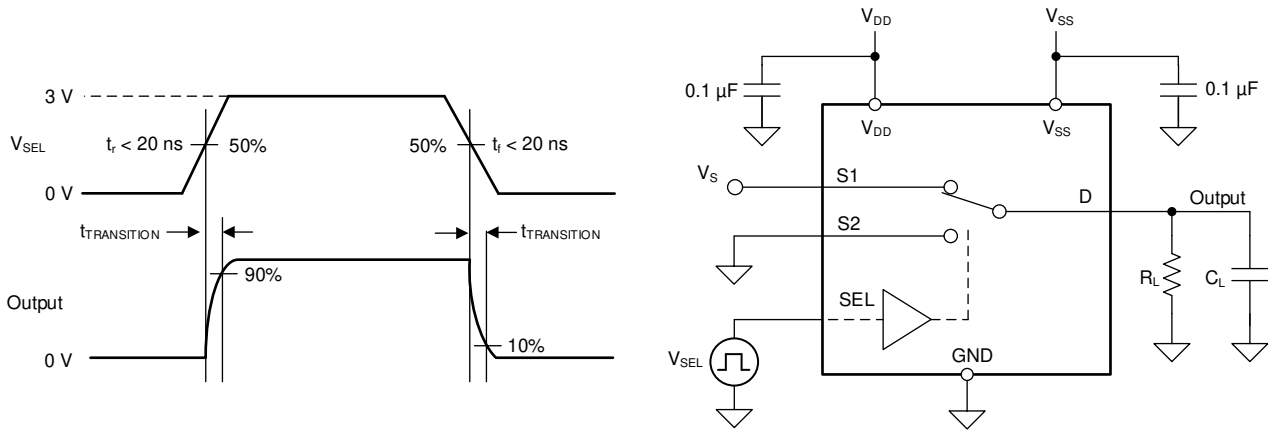 3 V
V_SEL
t_r < 20 ns
50%
50%
t_f < 20 ns
0 V
t_TRANSITION
t_TRANSITION
90%
Output
10%
0 V
V_DD
V_SS
0.1 µF
0.1 µF
V_DD
V_SS
V_S
S1
D
Output
S2
R_L
C_L
SEL
V_SEL
GND